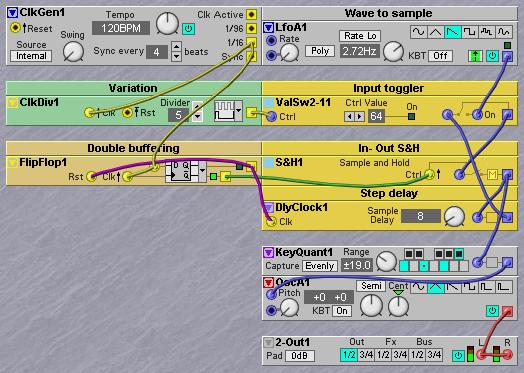 ClkGen1 Tempo Clk Active
Reset 120BPM 1/96
Source Swing 1/16
Internal Sync every 4 beats Sync
Wave to sample
LfoA1 Rate Lo
Rate Poly 2.72Hz KBT Off
Variation
ClkDiv1 Divider
Clk Rst 5
Input toggler
ValSw2-11 Ctrl Value On
Ctrl 64 On
Double buffering
FlipFlop1 D Q
Rst Clk
In- Out S&H
S&H1 Sample and Hold
Ctrl M
Step delay
DlyClock1 Sample
Clk Delay 8
KeyQuant1 Range
Capture Evenly ±19.0
OscA1 Semi Cent
Pitch +0 +0
KBT On
2-Out1 Out Fx Bus L R
Pad 0dB 1/2 3/4 1/2 3/4 1/2 3/4